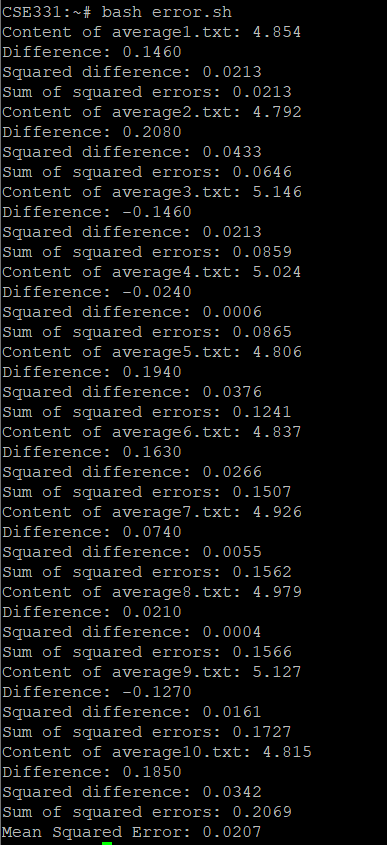 CSE331:~# bash error.sh
Content of average1.txt: 4.854
Difference: 0.1460
Squared difference: 0.0213
Sum of squared errors: 0.0213
Content of average2.txt: 4.792
Difference: 0.2080
Squared difference: 0.0433
Sum of squared errors: 0.0646
Content of average3.txt: 5.146
Difference: -0.1460
Squared difference: 0.0213
Sum of squared errors: 0.0859
Content of average4.txt: 5.024
Difference: -0.0240
Squared difference: 0.0006
Sum of squared errors: 0.0865
Content of average5.txt: 4.806
Difference: 0.1940
Squared difference: 0.0376
Sum of squared errors: 0.1241
Content of average6.txt: 4.837
Difference: 0.1630
Squared difference: 0.0266
Sum of squared errors: 0.1507
Content of average7.txt: 4.926
Difference: 0.0740
Squared difference: 0.0055
Sum of squared errors: 0.1562
Content of average8.txt: 4.979
Difference: 0.0210
Squared difference: 0.0004
Sum of squared errors: 0.1566
Content of average9.txt: 5.127
Difference: -0.1270
Squared difference: 0.0161
Sum of squared errors: 0.1727
Content of average10.txt: 4.815
Difference: 0.1850
Squared difference: 0.0342
Sum of squared errors: 0.2069
Mean Squared Error: 0.0207